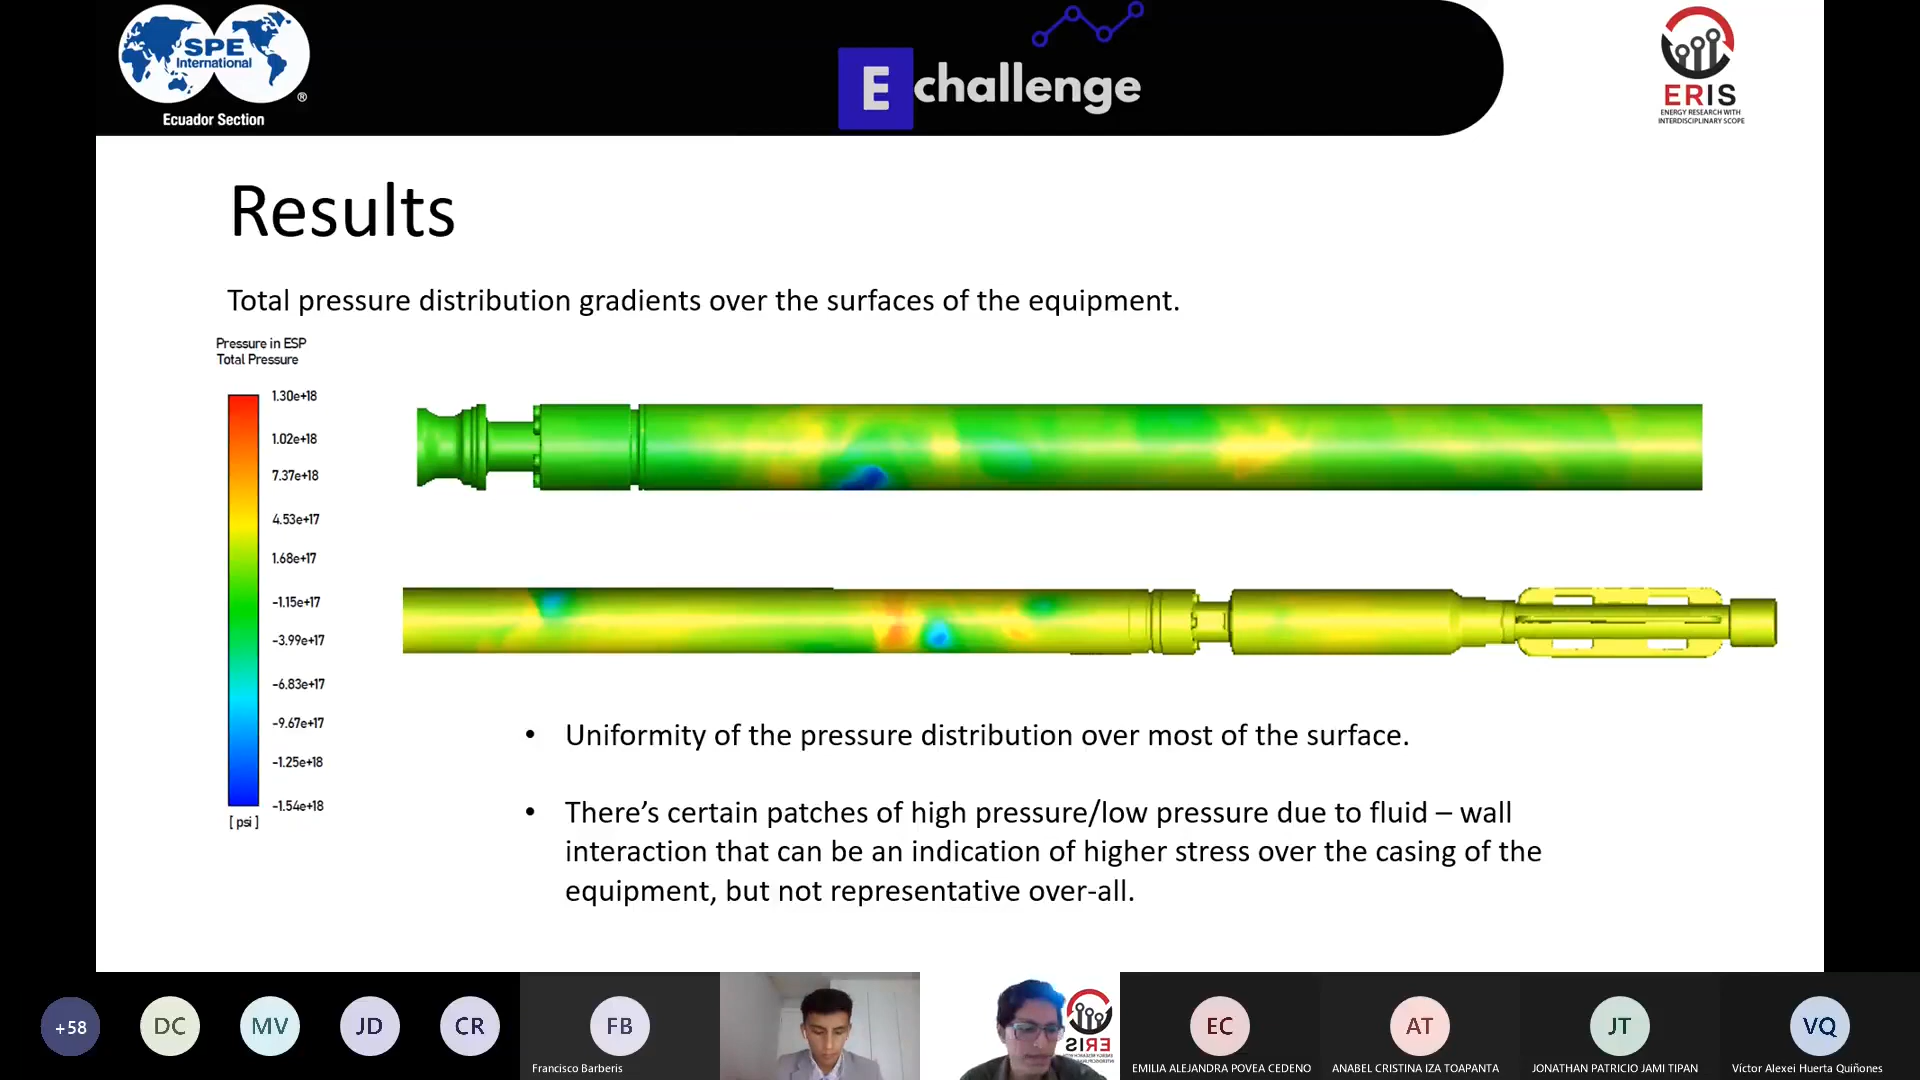 SPE
International
®
Ecuador Section
E challenge
ERIS
ENERGY RESEARCH WITH
INTERDISCIPLINARY SCOPE
Results
Total pressure distribution gradients over the surfaces of the equipment.
Pressure in ESP
Total Pressure
1.30e+18
1.02e+18
7.37e+18
4.53e+17
1.68e+17
-1.15e+17
-3.99e+17
-6.83e+17
-9.67e+17
-1.25e+18
-1.54e+18
[ psi ]
• Uniformity of the pressure distribution over most of the surface.
• There’s certain patches of high pressure/low pressure due to fluid – wall
interaction that can be an indication of higher stress over the casing of the
equipment, but not representative over-all.
+58
DC
MV
JD
CR
FB
Francisco Barberis
ERIS
EC
EMILIA ALEJANDRA POVEA CEDENO
AT
ANABEL CRISTINA IZA TOAPANTA
JT
JONATHAN PATRICIO JAMI TIPAN
VQ
Víctor Alexei Huerta Quiñones